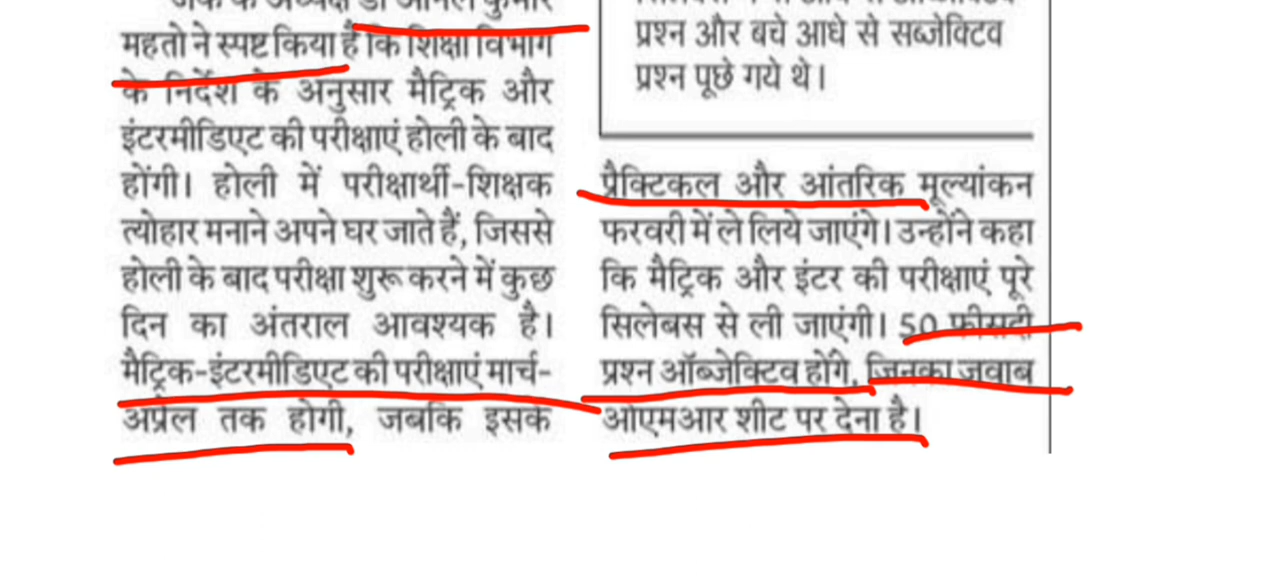 महतो ने स्पष्ट किया है कि शिक्षा विभाग
के निर्देश के अनुसार मैट्रिक और
इंटरमीडिएट की परीक्षाएं होली के बाद
होंगी। होली में परीक्षार्थी-शिक्षक
त्योहार मनाने अपने घर जाते हैं, जिससे
होली के बाद परीक्षा शुरू करने में कुछ
दिन का अंतराल आवश्यक है।
मैट्रिक-इंटरमीडिएट की परीक्षाएं मार्च-
अप्रेल तक होगी, जबकि इसके
प्रश्न और बचे आधे से सब्जेक्टिव
प्रश्न पूछे गये थे।
प्रैक्टिकल और आंतरिक मूल्यांकन
फरवरी में ले लिये जाएंगे। उन्होंने कहा
कि मैट्रिक और इंटर की परीक्षाएं पूरे
सिलेबस से ली जाएंगी। 50 फीसदी
प्रश्न ऑब्जेक्टिव होंगे, जिनका जवाब
ओएमआर शीट पर देना है।